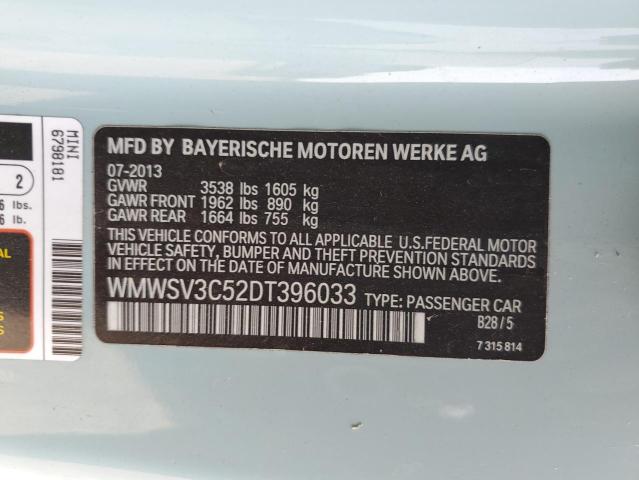 MFD BY BAYERISCHE MOTOREN WERKE AG
07-2013
GVWR 3538 lbs 1605 kg
GAWR FRONT 1962 lbs 890 kg
GAWR REAR 1664 lbs 755 kg
THIS VEHICLE CONFORMS TO ALL APPLICABLE U.S.FEDERAL MOTOR
VEHICLE SAFETY, BUMPER AND THEFT PREVENTION STANDARDS
IN EFFECT ON THE DATE OF MANUFACTURE SHOWN ABOVE.
WMWSV3C52DT396033 TYPE: PASSENGER CAR
B28 / 5
7 315 814
MINI
6798181
2
6 lbs.
6 lb.